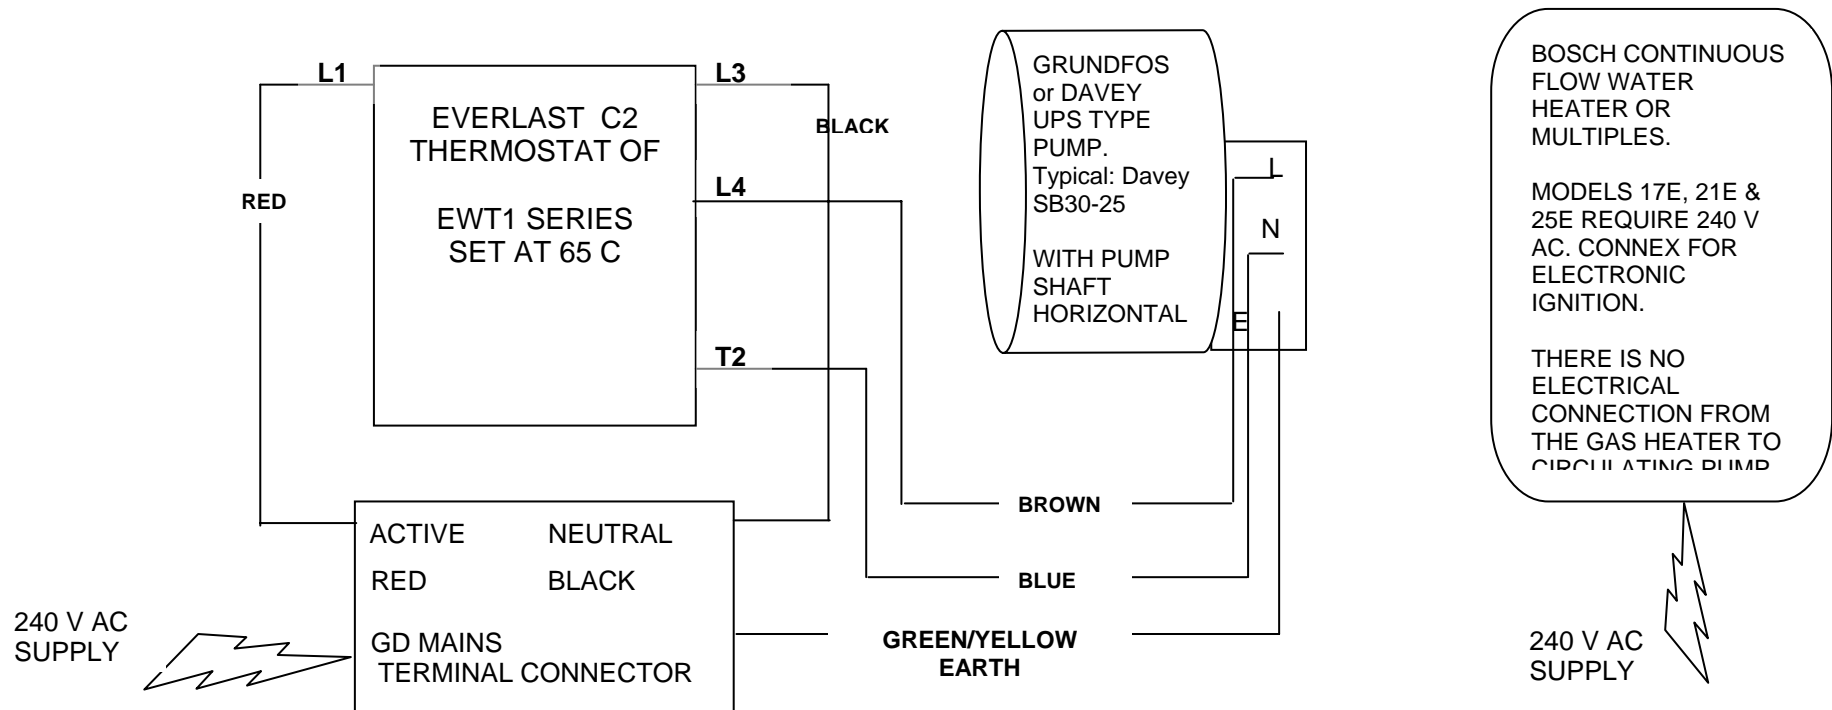 L1
L3
EVERLAST C2
THERMOSTAT OF
EWT1 SERIES
SET AT 65 C
BLACK
RED
L4
T2
GRUNDFOS
or DAVEY
UPS TYPE
PUMP.
Typical: Davey
SB30-25
WITH PUMP
SHAFT
HORIZONTAL
L
N
E
BOSCH CONTINUOUS
FLOW WATER
HEATER OR
MULTIPLES.
MODELS 17E, 21E &
25E REQUIRE 240 V
AC. CONNEX FOR
ELECTRONIC
IGNITION.
THERE IS NO
ELECTRICAL
CONNECTION FROM
THE GAS HEATER TO
CIRCULATING PUMP
BROWN
BLUE
GREEN/YELLOW
EARTH
ACTIVE NEUTRAL
RED BLACK
GD MAINS
TERMINAL CONNECTOR
240 V AC
SUPPLY
240 V AC
SUPPLY